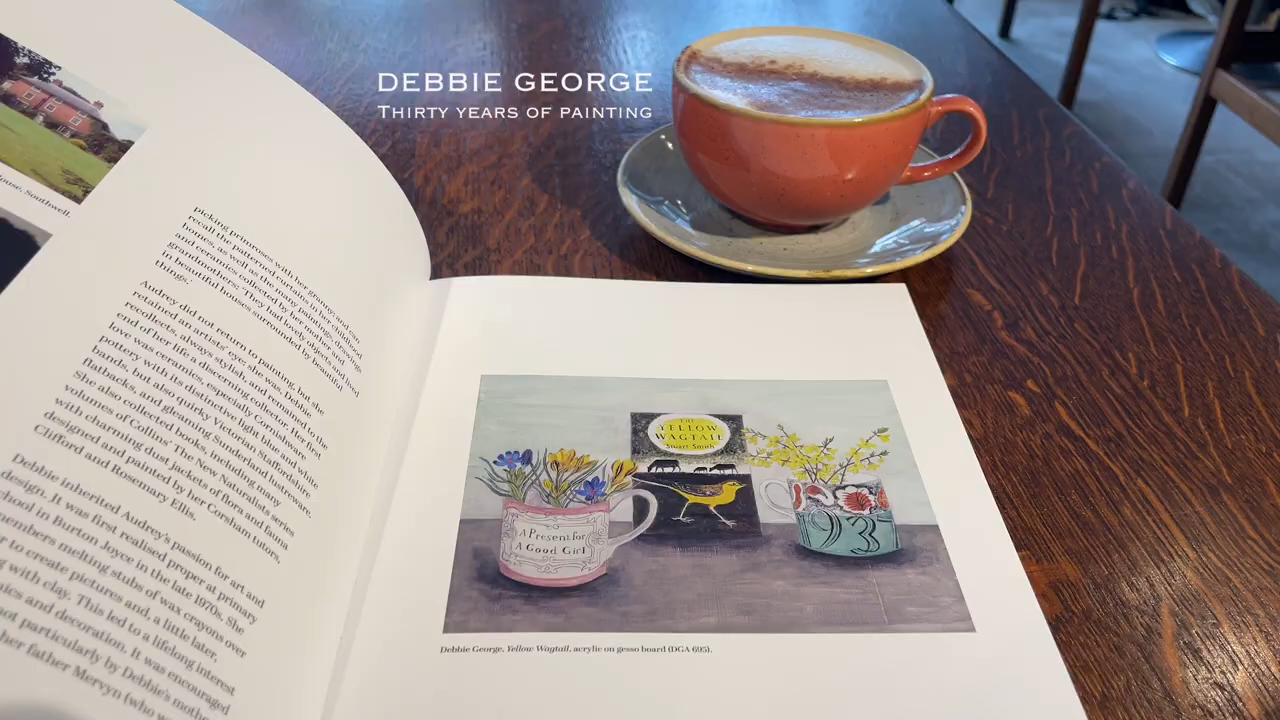 DEBBIE GEORGE
THIRTY YEARS OF PAINTING
House, Southwell.
picking primroses with her granny; and can
recall the patterned curtains in her childhood
homes, as well as the many paintings, drawings
and ceramics collected by her mother and
grandmothers: 'They had lovely objects and lived
in beautiful houses surrounded by beautiful
things.'
Audrey did not return to painting, but she
retained an artists' eye: she was, Debbie
recollects, always stylish, and remained to the
end of her life a discerning collector. Her first
love was ceramics, especially Cornishware
pottery with its distinctive light blue and white
bands, but also quirky Victorian Staffordshire
flatbacks, and gleaming Sunderland lustreware.
She also collected books, including many
volumes of Collins' The New Naturalists series
with charming dust jackets of flora and fauna
designed and painted by her Corsham tutors,
Clifford and Rosemary Ellis.
Debbie inherited Audrey's passion for art and
design. It was first realised proper at primary
school in Burton Joyce in the late 1970s. She
remembers melting stubs of wax crayons over
to create pictures and, a little later,
with clay. This led to a lifelong interest
and decoration. It was encouraged
not particularly by Debbie's mother
her father Mervyn (who
THE
YELLOW
WAGTAIL
Stuart Smith
A Present for
A Good Girl
193
Debbie George, Yellow Wagtail, acrylic on gesso board (DGA 695).